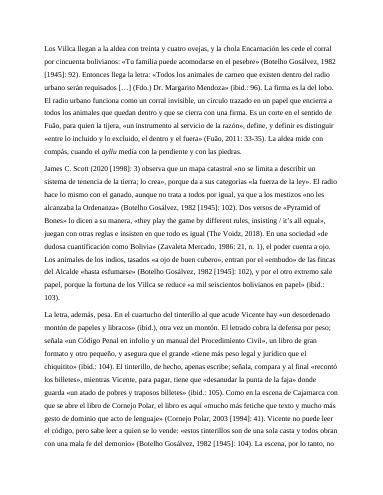 Los Villca llegan a la aldea con treinta y cuatro ovejas, y la chola Encarnación les cede el corral
por cincuenta bolivianos: «Tu familia puede acomodarse en el pesebre» (Botelho Gosálvez, 1982
[1945]: 92). Entonces llega la letra: «Todos los animales de carneo que existen dentro del radio
urbano serán requisados […] (Fdo.) Dr. Margarito Mendoza» (ibid.: 96). La firma es la del lobo.
El radio urbano funciona como un corral invisible, un círculo trazado en un papel que encierra a
todos los animales que quedan dentro y que se cierra con una firma. Es un corte en el sentido de
Fuão, para quien la tijera, «un instrumento al servicio de la razón», define, y definir es distinguir
«entre lo incluido y lo excluido, el dentro y el fuera» (Fuão, 2011: 33-35). La aldea mide con
compás, cuando el ayllu medía con la pendiente y con las piedras.
James C. Scott (2020 [1998]: 3) observa que un mapa catastral «no se limita a describir un
sistema de tenencia de la tierra; lo crea», porque da a sus categorías «la fuerza de la ley». El radio
hace lo mismo con el ganado, aunque no trata a todos por igual, ya que a los mestizos «no les
alcanzaba la Ordenanza» (Botelho Gosálvez, 1982 [1945]: 102). Dos versos de «Pyramid of
Bones» lo dicen a su manera, «they play the game by different rules, insisting / it's all equal»,
juegan con otras reglas e insisten en que todo es igual (The Voidz, 2018). En una sociedad «de
dudosa cuantificación como Bolivia» (Zavaleta Mercado, 1986: 21, n. 1), el poder cuenta a ojo.
Los animales de los indios, tasados «a ojo de buen cubero», entran por el «embudo» de las fincas
del Alcalde «hasta esfumarse» (Botelho Gosálvez, 1982 [1945]: 102), y por el otro extremo sale
papel, porque la fortuna de los Villca se reduce «a mil seiscientos bolivianos en papel» (ibid.:
103).
La letra, además, pesa. En el cuartucho del tinterillo al que acude Vicente hay «un desordenado
montón de papeles y libracos» (ibid.), otra vez un montón. El letrado cobra la defensa por peso;
señala «un Código Penal en infolio y un manual del Procedimiento Civil», un libro de gran
formato y otro pequeño, y asegura que el grande «tiene más peso legal y jurídico que el
chiquitito» (ibid.: 104). El tinterillo, de hecho, apenas escribe; señala, compara y al final «recontó
los billetes», mientras Vicente, para pagar, tiene que «desanudar la punta de la faja» donde
guarda «un atado de pobres y traposos billetes» (ibid.: 105). Como en la escena de Cajamarca con
que se abre el libro de Cornejo Polar, el libro es aquí «mucho más fetiche que texto y mucho más
gesto de dominio que acto de lenguaje» (Cornejo Polar, 2003 [1994]: 41). Vicente no puede leer
el código, pero sabe leer a quien se lo vende: «estos tinterillos son de una sola casta y todos obran
con una mala fe del demonio» (Botelho Gosálvez, 1982 [1945]: 104). La escena, por lo tanto, no